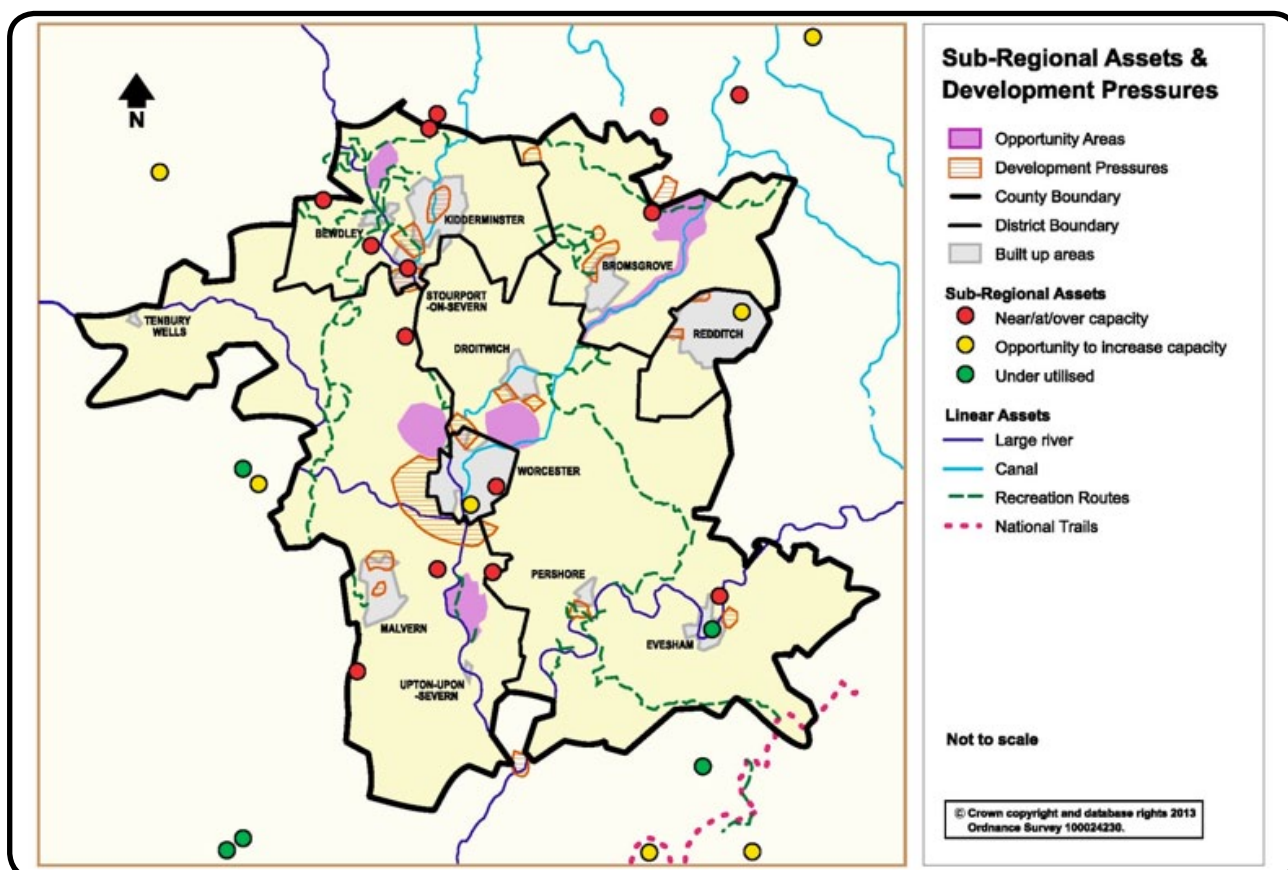 N
KIDDERMINSTER
BEWDLEY
STOURPORT
-ON-SEVERN
BROMSGROVE
TENBURY
WELLS
REDDITCH
DROITWICH
WORCESTER
PERSHORE
MALVERN
EVESHAM
UPTON-UPON
-SEVERN
Sub-Regional Assets &
Development Pressures
Opportunity Areas
Development Pressures
County Boundary
District Boundary
Built up areas
Sub-Regional Assets
Near/at/over capacity
Opportunity to increase capacity
Under utilised
Linear Assets
Large river
Canal
Recreation Routes
National Trails
Not to scale
© Crown copyright and database rights 2013
Ordnance Survey 100024230.